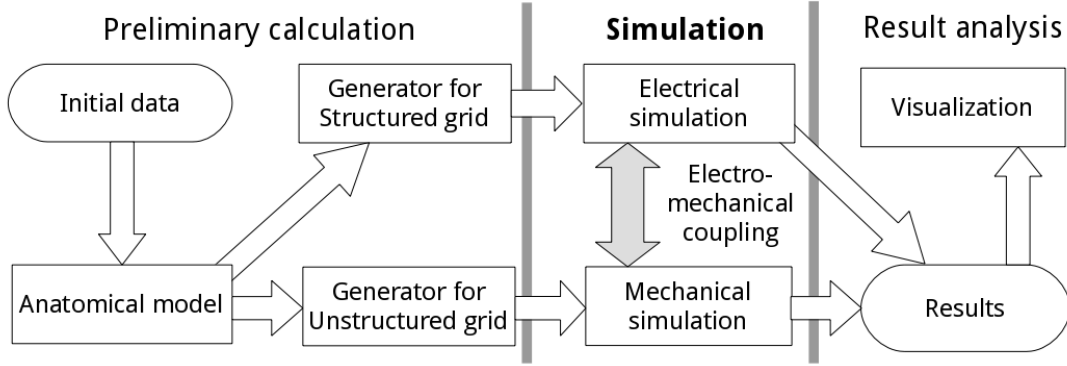 Preliminary calculation
Simulation
Result analysis
Initial data
Generator for
Structured grid
Electrical
simulation
Visualization
Electro-
mechanical
coupling
Anatomical model
Generator for
Unstructured grid
Mechanical
simulation
Results